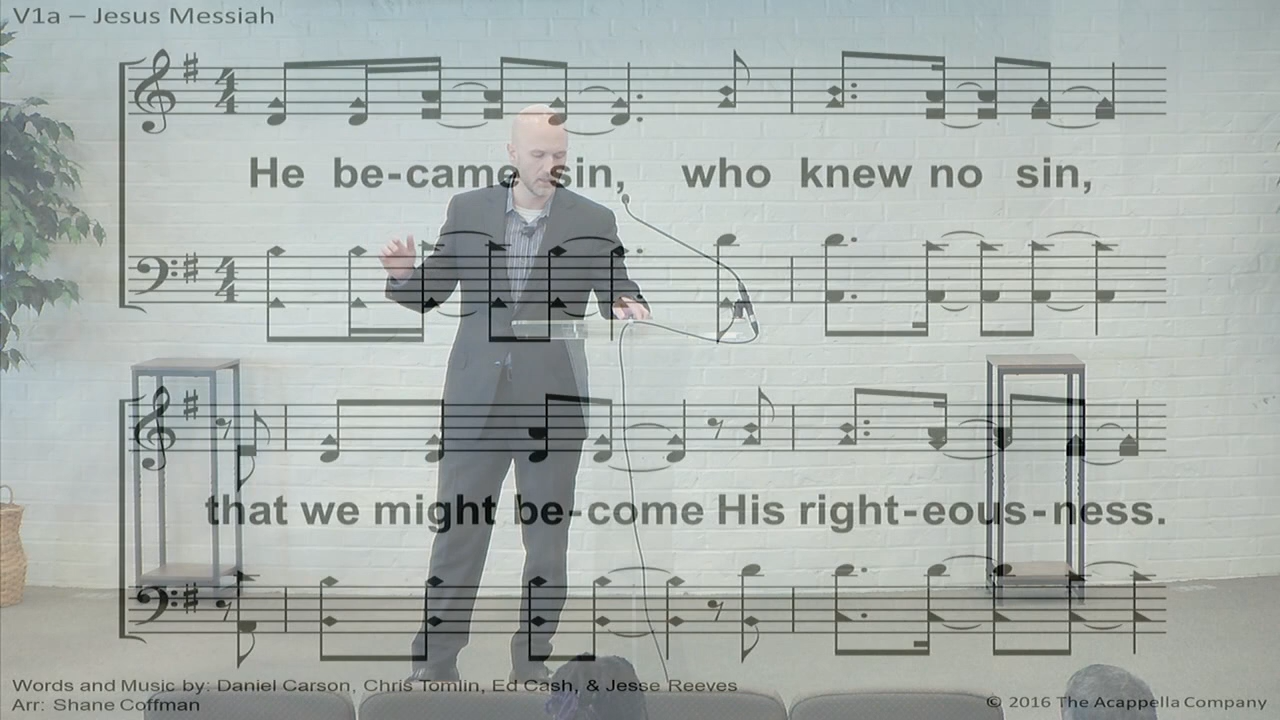 V1a – Jesus Messiah
He be-came sin, who knew no sin,
that we might be-come His right-eous-ness.
Words and Music by: Daniel Carson, Chris Tomlin, Ed Cash, & Jesse Reeves
Arr: Shane Coffman
© 2016 The Acappella Company